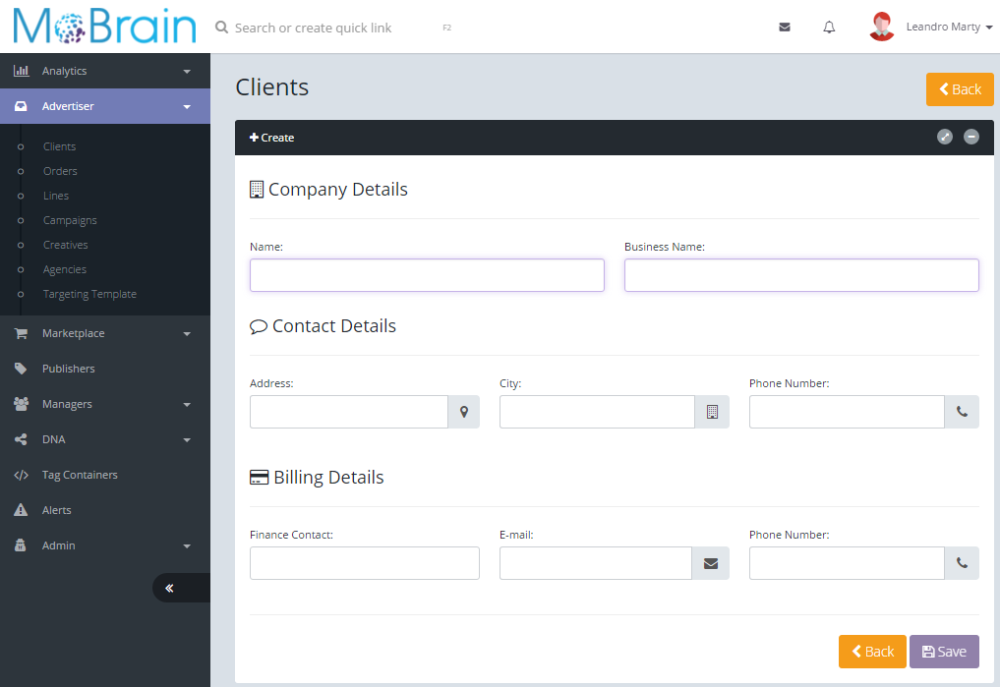 MoBrain
Search or create quick link F2
Leandro Marty
Analytics
Advertiser
Clients
Orders
Lines
Campaigns
Creatives
Agencies
Targeting Template
Marketplace
Publishers
Managers
DNA
Tag Containers
Alerts
Admin
Clients
Back
Create
Company Details
Name: Business Name:
Contact Details
Address: City: Phone Number:
Billing Details
Finance Contact: E-mail: Phone Number:
Back Save